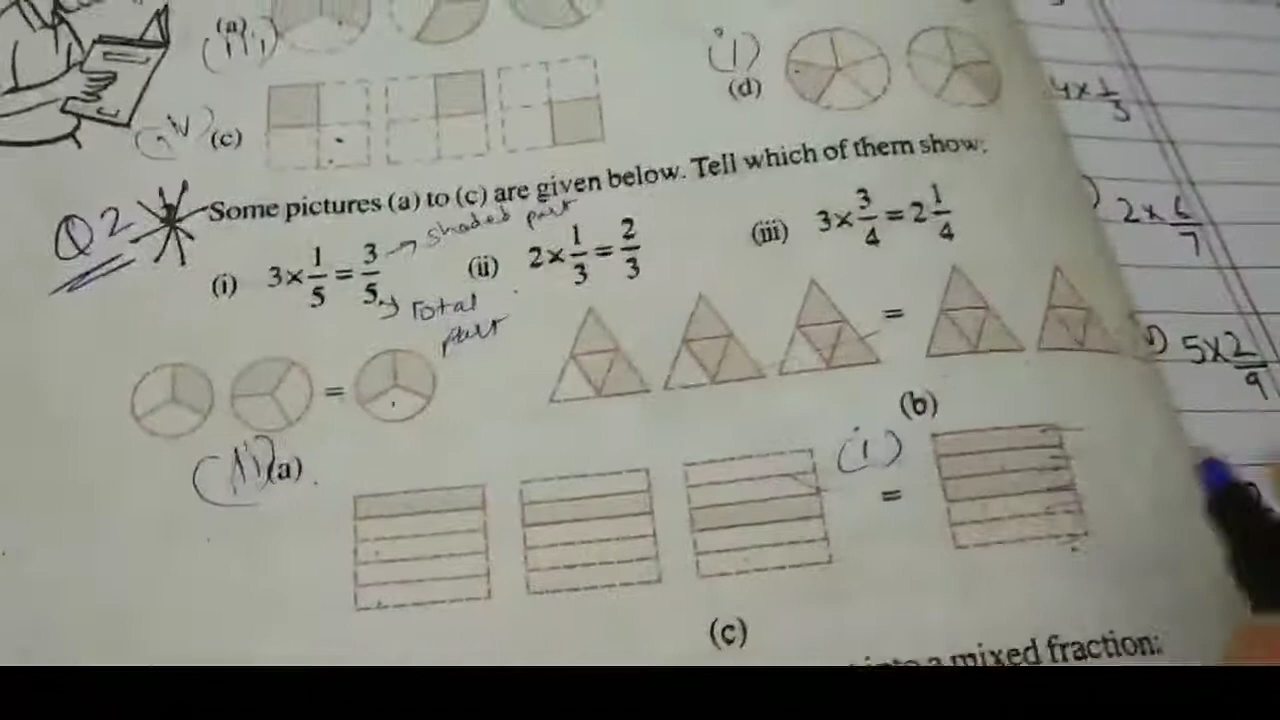 (a)
(iii)
(i)
(d)
(iv) (c)
4 × 1/3
Q2 Some pictures (a) to (c) are given below. Tell which of them show:
→ shaded part
(i) 3 × 1/5 = 3/5 (ii) 2 × 1/3 = 2/3 (iii) 3 × 3/4 = 2 1/4
→ Total part
2 × 6/7
5 × 2/9
= =
(b)
(ii) (a)
(i)
=
(c)
a mixed fraction: